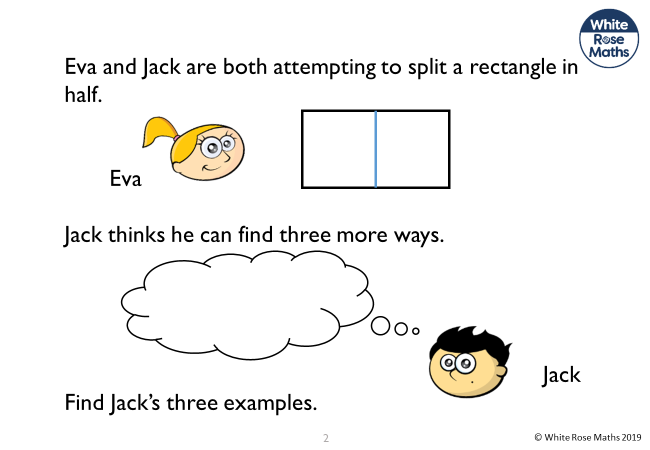 White
Rose
Maths
Eva and Jack are both attempting to split a rectangle in
half.
Eva
Jack thinks he can find three more ways.
Jack
Find Jack’s three examples.
2
© White Rose Maths 2019